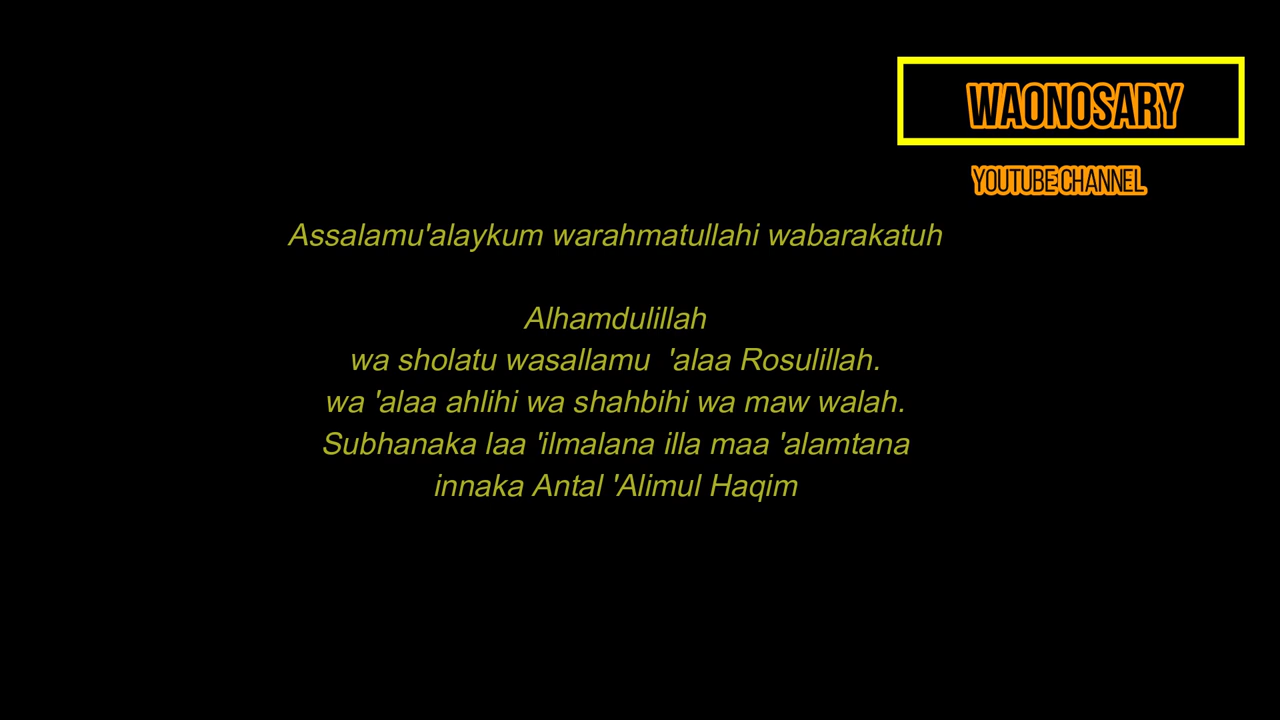 WAONOSARY
YOUTUBE CHANNEL
Assalamu'alaykum warahmatullahi wabarakatuh
Alhamdulillah
wa sholatu wasallamu  'alaa Rosulillah.
wa 'alaa ahlihi wa shahbihi wa maw walah.
Subhanaka laa 'ilmalana illa maa 'alamtana
innaka Antal 'Alimul Haqim